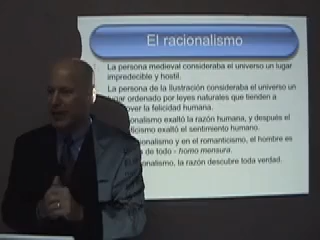 El racionalismo
La persona medieval consideraba el universo un lugar
impredecible y hostil.
La persona de la Ilustración consideraba el universo un
lugar ordenado por leyes naturales que tienden a
la felicidad humana.
exaltó la razón humana, y después el
exaltó el sentimiento humano.
y en el romanticismo, el hombre es
de todo - homo mensura.
la razón descubre toda verdad.